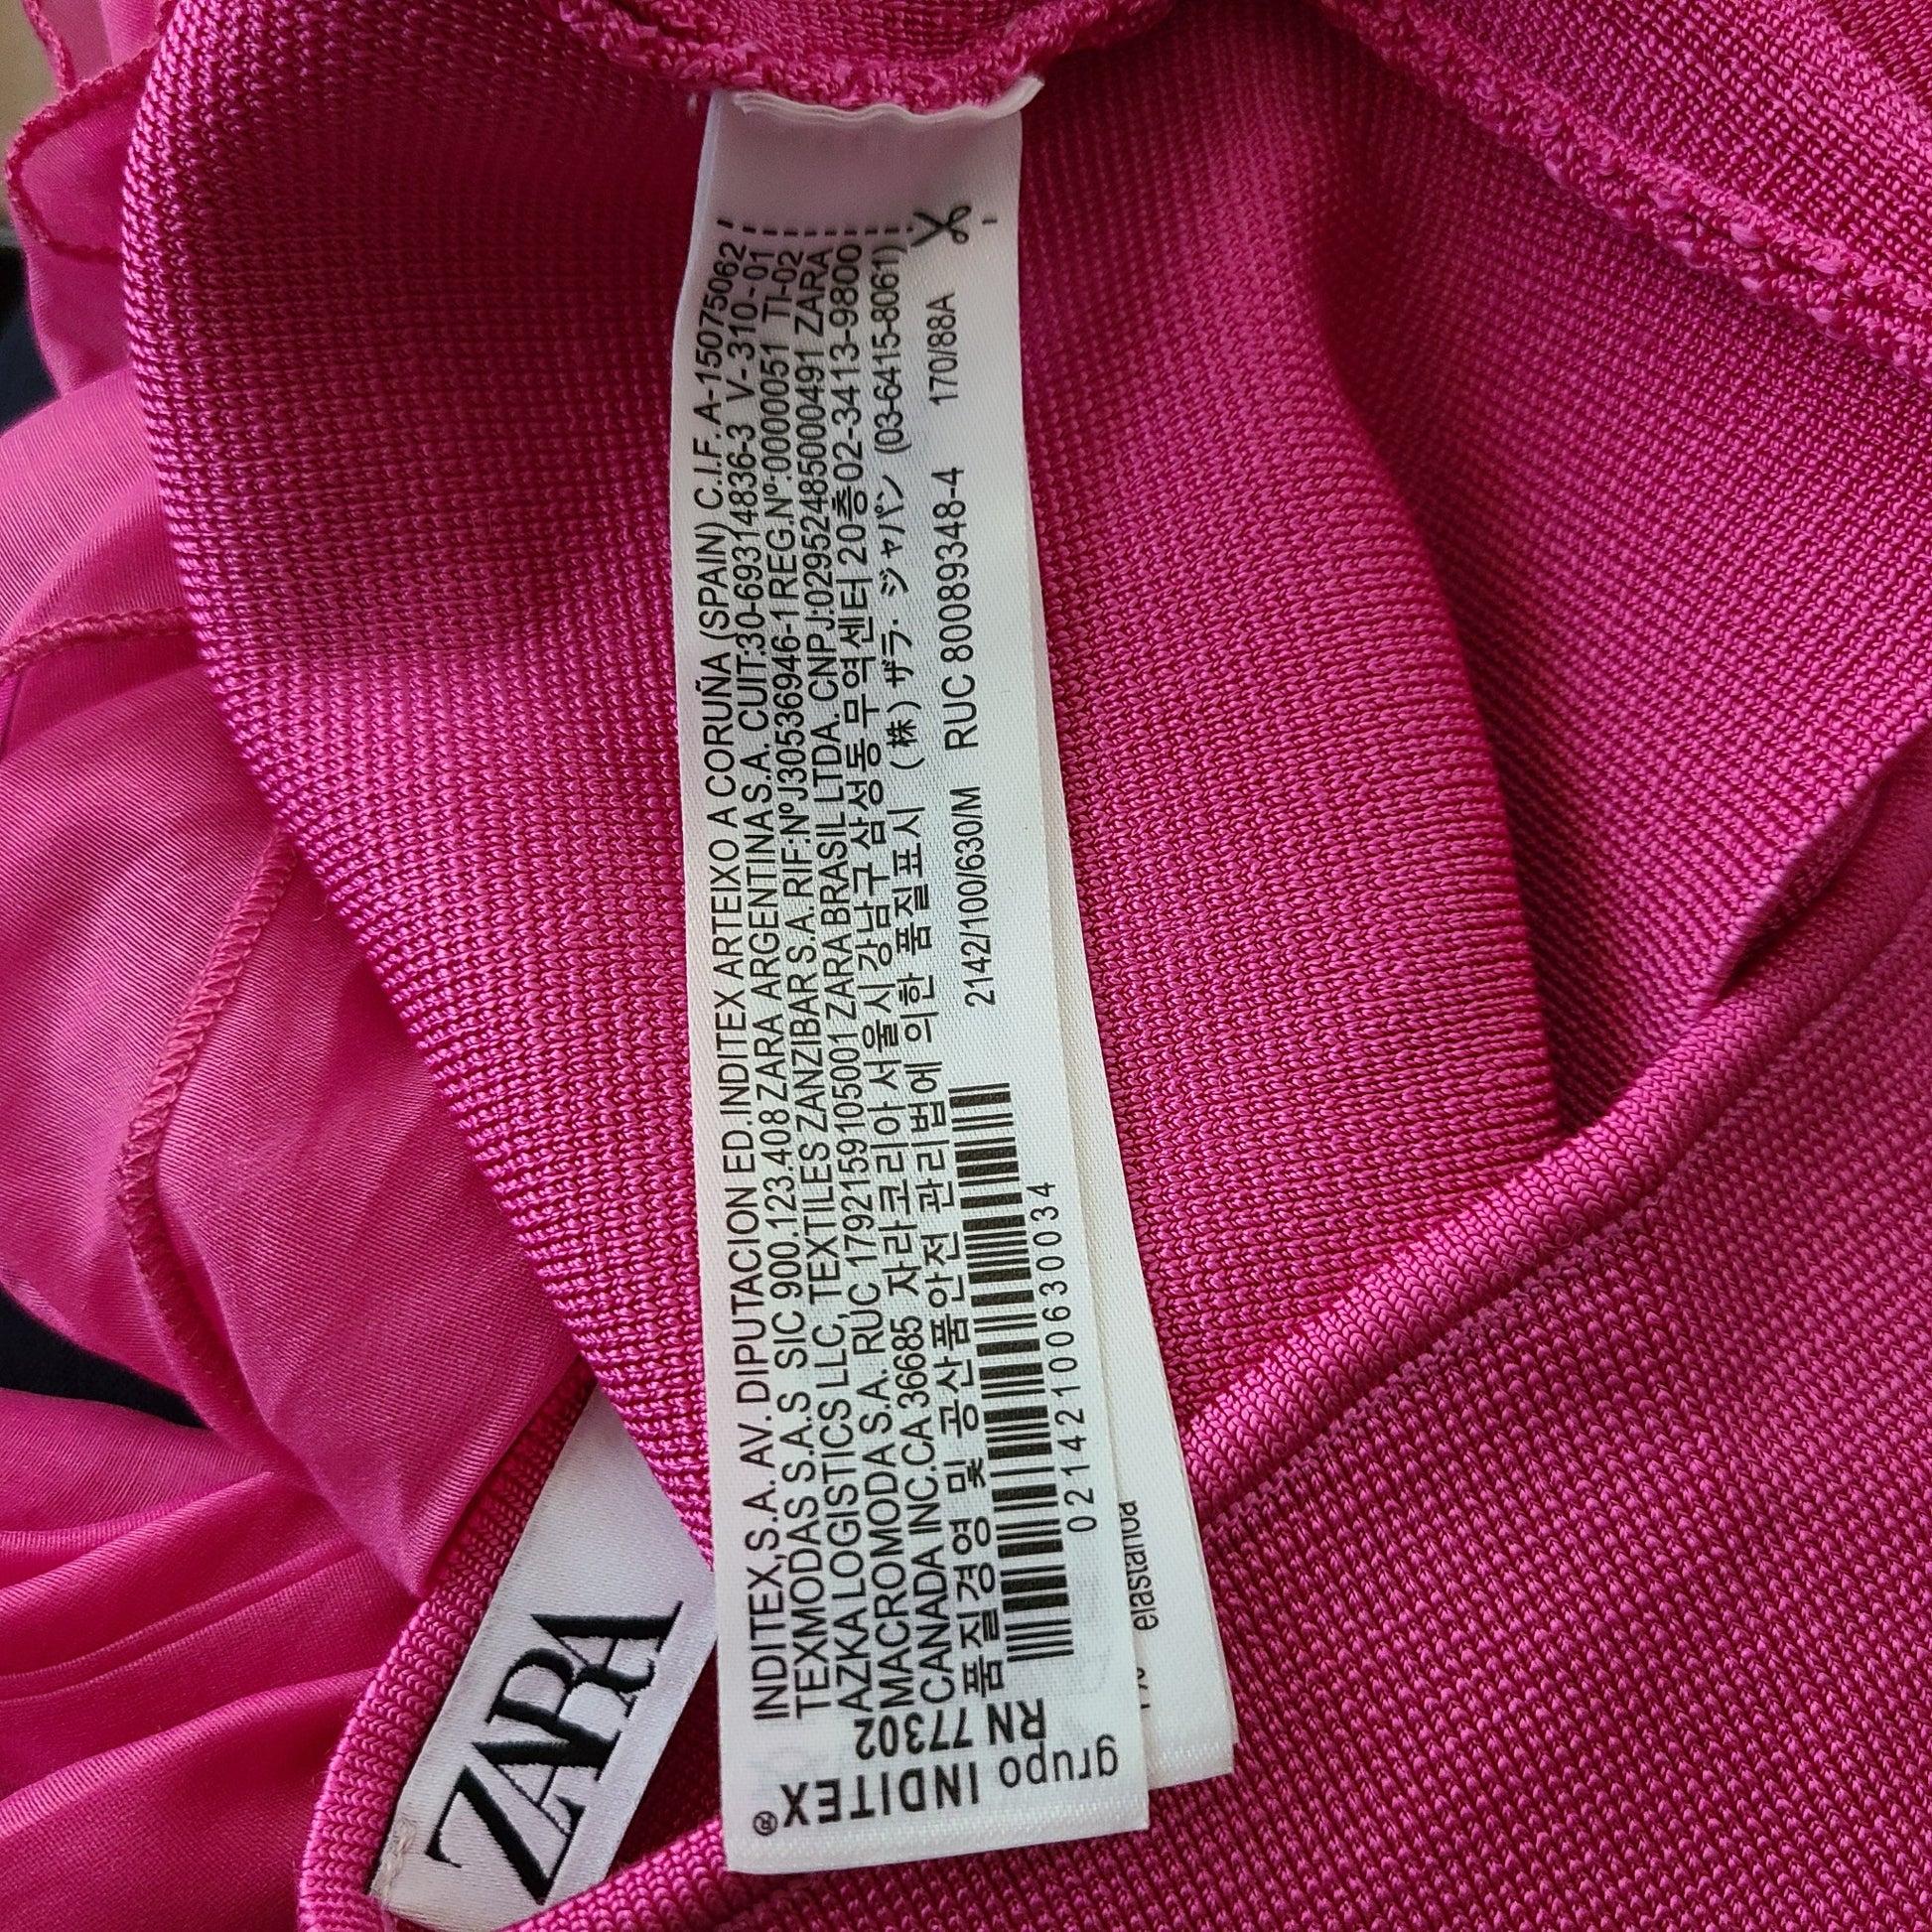 INDITEX,S.A. AV. DIPUTACION ED.INDITEX ARTEIXO A CORUÑA (SPAIN) C.I.F. A-15075062
TEXMODAS S.A.S SIC 900.123.408 ZARA ARGENTINA S.A. CUIT:30-69314836-3 V-310-01
AZKA LOGISTICS LLC, TEXTILES ZANZIBAR S.A.RIF:Nº J30536946-1 REG.Nº:0000051 TI-02
MACROMODA S.A. RUC 1792159105001 ZARA BRASIL LTDA. CNPJ:02952485000491 ZARA
CANADA INC.CA 36685 자라코리아 서울시 강남구 삼성동 무역센터 20층 02-3413-9800
품질경영 및 공산품안전 관리법에 의한 품질표시 (株) ザラ. ジャパン (03-6415-8061)
2142/100/630/M RUC 80089348-4 170/88A
02142100630034
RN 77302
grupo INDITEX®
elastanoa
ZARA